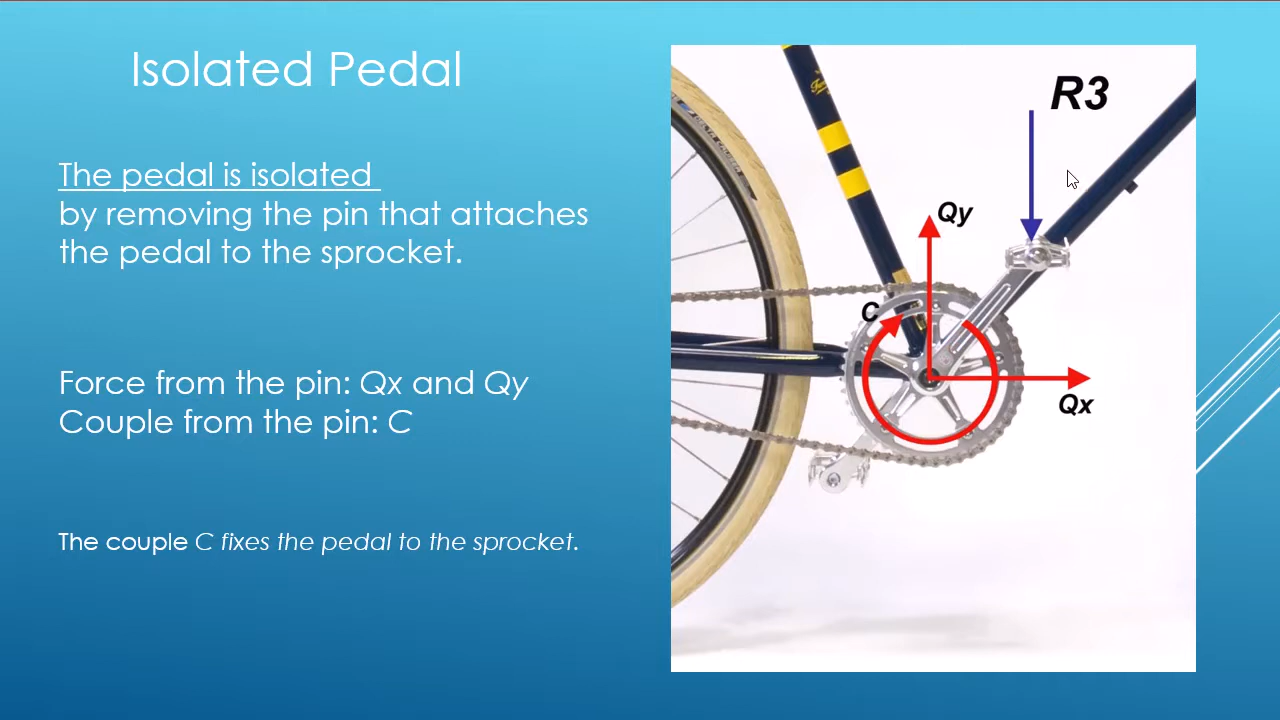 Isolated Pedal
The pedal is isolated
by removing the pin that attaches
the pedal to the sprocket.
Force from the pin: Qx and Qy
Couple from the pin: C
The couple C fixes the pedal to the sprocket.
R3
Qy
C
Qx